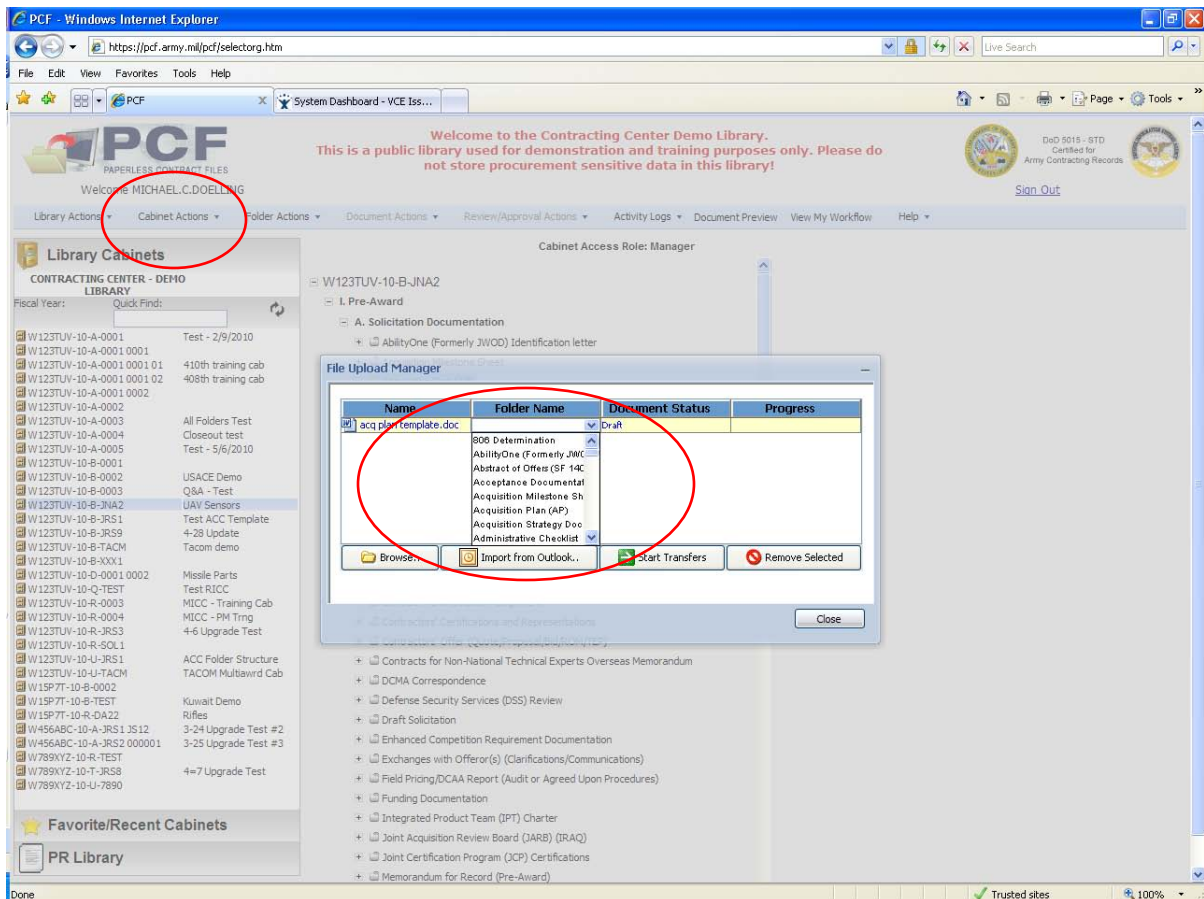 PCF - Windows Internet Explorer
https://pcf.army.mil/pcf/selectorg.htm
Live Search
File Edit View Favorites Tools Help
PCF
System Dashboard - VCE Iss...
Page Tools
PCF
PAPERLESS CONTRACT FILES
Welcome MICHAEL.C.DOELLING
Welcome to the Contracting Center Demo Library.
This is a public library used for demonstration and training purposes only. Please do
not store procurement sensitive data in this library!
DoD 5015 - STD
Certified for
Army Contracting Records
Sign Out
Library Actions Cabinet Actions Folder Actions Document Actions Review/Approval Actions Activity Logs Document Preview View My Workflow Help
Library Cabinets
CONTRACTING CENTER - DEMO
LIBRARY
Fiscal Year: Quick Find:
W123TUV-10-A-0001 Test - 2/9/2010
W123TUV-10-A-0001 0001
W123TUV-10-A-0001 0001 01 410th training cab
W123TUV-10-A-0001 0001 02 408th training cab
W123TUV-10-A-0001 0002
W123TUV-10-A-0002
W123TUV-10-A-0003 All Folders Test
W123TUV-10-A-0004 Closeout test
W123TUV-10-A-0005 Test - 5/6/2010
W123TUV-10-B-0001
W123TUV-10-B-0002 USACE Demo
W123TUV-10-B-0003 Q&A - Test
W123TUV-10-B-JNA2 UAV Sensors
W123TUV-10-B-JRS1 Test ACC Template
W123TUV-10-B-JRS9 4-28 Update
W123TUV-10-B-TACM Tacom demo
W123TUV-10-B-XXX1
W123TUV-10-D-0001 0002 Missile Parts
W123TUV-10-Q-TEST Test RICC
W123TUV-10-R-0003 MICC - Training Cab
W123TUV-10-R-0004 MICC - PM Trng
W123TUV-10-R-JRS3 4-6 Upgrade Test
W123TUV-10-R-SOL1
W123TUV-10-U-JRS1 ACC Folder Structure
W123TUV-10-U-TACM TACOM Multiawrd Cab
W15P7T-10-B-0002
W15P7T-10-B-TEST Kuwait Demo
W15P7T-10-R-DA22 Rifles
W456ABC-10-A-JRS1 JS12 3-24 Upgrade Test #2
W456ABC-10-A-JRS2 000001 3-25 Upgrade Test #3
W789XYZ-10-R-TEST
W789XYZ-10-T-JRS8 4=7 Upgrade Test
W789XYZ-10-U-7890
Favorite/Recent Cabinets
PR Library
Cabinet Access Role: Manager
W123TUV-10-B-JNA2
I. Pre-Award
A. Solicitation Documentation
AbilityOne (Formerly JWOD) Identification letter
File Upload Manager
Name Folder Name Document Status Progress
acq plan template.doc Draft
806 Determination
AbilityOne (Formerly JWC
Abstract of Offers (SF 140
Acceptance Documentat
Acquisition Milestone Sh
Acquisition Plan (AP)
Acquisition Strategy Doc
Administrative Checklist
Browse.. Import from Outlook.. Start Transfers Remove Selected
Close
Contractors' Certifications and Representations
Contracts for Non-National Technical Experts Overseas Memorandum
DCMA Correspondence
Defense Security Services (DSS) Review
Draft Solicitation
Enhanced Competition Requirement Documentation
Exchanges with Offeror(s) (Clarifications/Communications)
Field Pricing/DCAA Report (Audit or Agreed Upon Procedures)
Funding Documentation
Integrated Product Team (IPT) Charter
Joint Acquisition Review Board (JARB) (IRAQ)
Joint Certification Program (JCP) Certifications
Memorandum for Record (Pre-Award)
Done
Trusted sites
100%